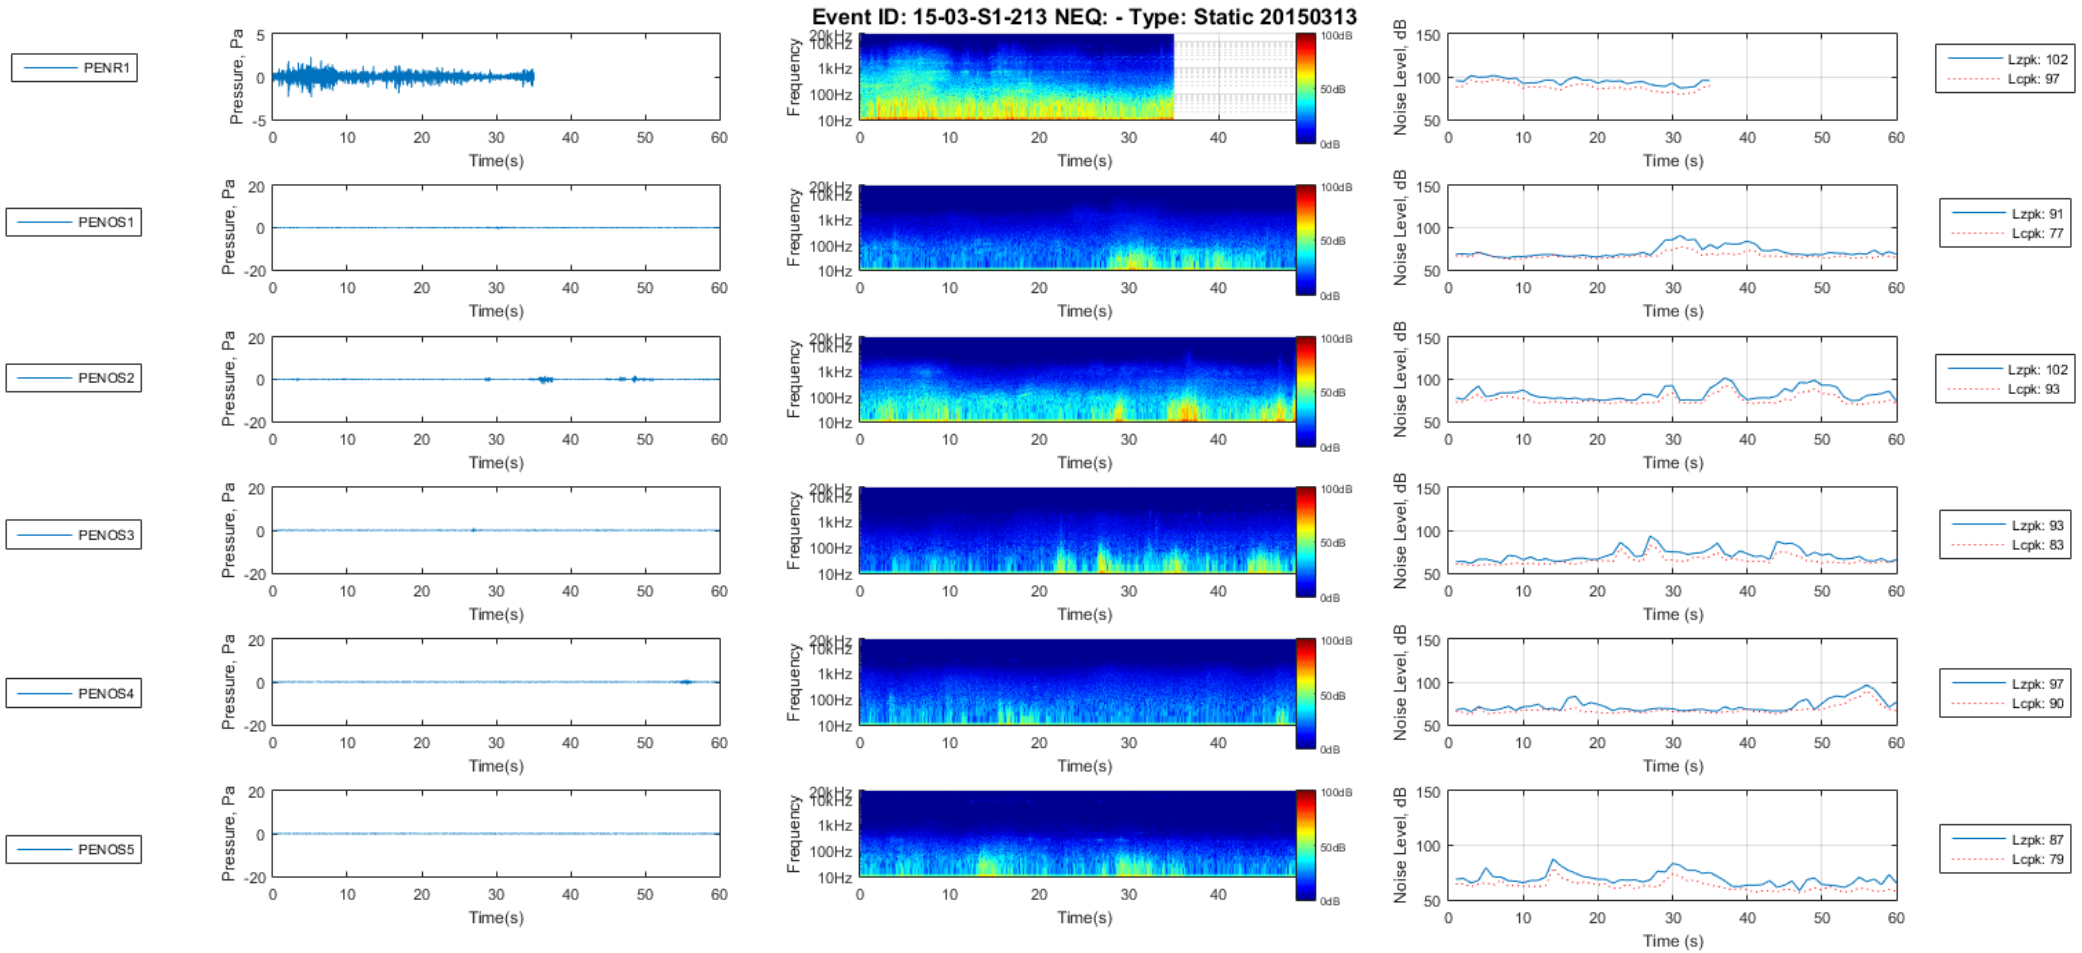 Event ID: 15-03-S1-213 NEQ: - Type: Static 20150313
PENR1
Pressure, Pa
5
0
-5
0 10 20 30 40 50 60
Time(s)
Frequency
20kHz
10kHz
1kHz
100Hz
10Hz
0 10 20 30 40
Time(s)
100dB
50dB
0dB
Noise Level, dB
150
100
50
0 10 20 30 40 50 60
Time (s)
Lzpk: 102
Lcpk: 97
PENOS1
Pressure, Pa
20
0
-20
0 10 20 30 40 50 60
Time(s)
Frequency
20kHz
10kHz
1kHz
100Hz
10Hz
0 10 20 30 40
Time(s)
100dB
50dB
0dB
Noise Level, dB
150
100
50
0 10 20 30 40 50 60
Time (s)
Lzpk: 91
Lcpk: 77
PENOS2
Pressure, Pa
20
0
-20
0 10 20 30 40 50 60
Time(s)
Frequency
20kHz
10kHz
1kHz
100Hz
10Hz
0 10 20 30 40
Time(s)
100dB
50dB
0dB
Noise Level, dB
150
100
50
0 10 20 30 40 50 60
Time (s)
Lzpk: 102
Lcpk: 93
PENOS3
Pressure, Pa
20
0
-20
0 10 20 30 40 50 60
Time(s)
Frequency
20kHz
10kHz
1kHz
100Hz
10Hz
0 10 20 30 40
Time(s)
100dB
50dB
0dB
Noise Level, dB
150
100
50
0 10 20 30 40 50 60
Time (s)
Lzpk: 93
Lcpk: 83
PENOS4
Pressure, Pa
20
0
-20
0 10 20 30 40 50 60
Time(s)
Frequency
20kHz
10kHz
1kHz
100Hz
10Hz
0 10 20 30 40
Time(s)
100dB
50dB
0dB
Noise Level, dB
150
100
50
0 10 20 30 40 50 60
Time (s)
Lzpk: 97
Lcpk: 90
PENOS5
Pressure, Pa
20
0
-20
0 10 20 30 40 50 60
Time(s)
Frequency
20kHz
10kHz
1kHz
100Hz
10Hz
0 10 20 30 40
Time(s)
100dB
50dB
0dB
Noise Level, dB
150
100
50
0 10 20 30 40 50 60
Time (s)
Lzpk: 87
Lcpk: 79